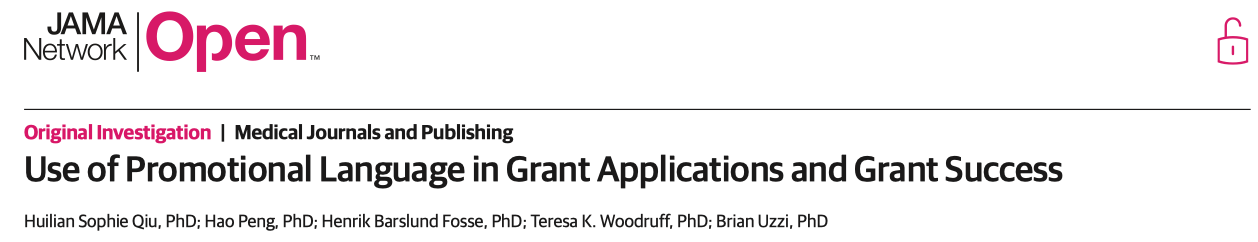 JAMA
Network
Open™
Original Investigation | Medical Journals and Publishing
Use of Promotional Language in Grant Applications and Grant Success
Huilian Sophie Qiu, PhD; Hao Peng, PhD; Henrik Barslund Fosse, PhD; Teresa K. Woodruff, PhD; Brian Uzzi, PhD